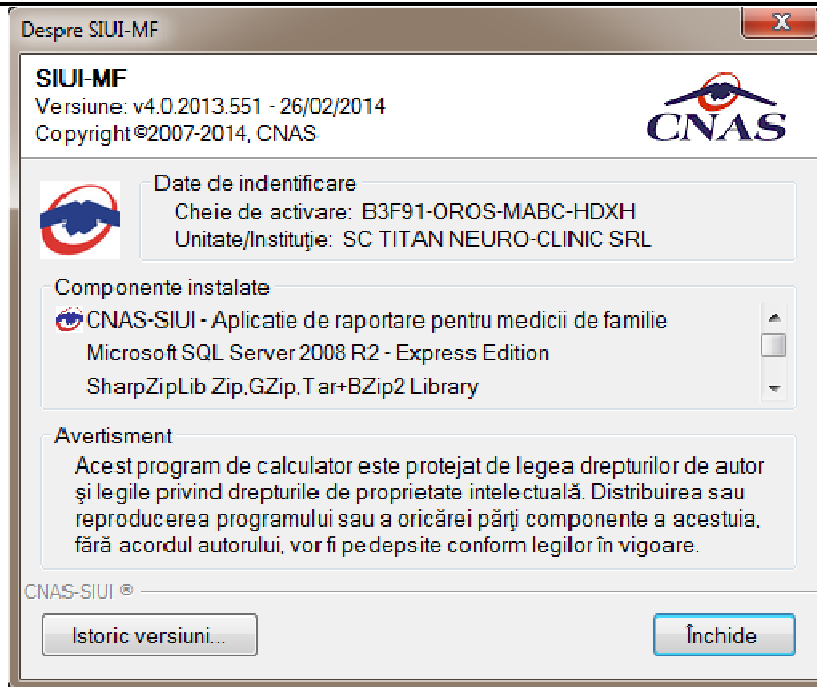 Despre SIUI-MF
SIUI-MF
Versiune: v4.0.2013.551 - 26/02/2014
Copyright©2007-2014, CNAS
CNAS
Date de indentificare
Cheie de activare: B3F91-OROS-MABC-HDXH
Unitate/Instituţie: SC TITAN NEURO-CLINIC SRL
Componente instalate
CNAS-SIUI - Aplicatie de raportare pentru medicii de familie
Microsoft SQL Server 2008 R2 - Express Edition
SharpZipLib Zip,GZip,Tar+BZip2 Library
Avertisment
Acest program de calculator este protejat de legea drepturilor de autor
şi legile privind drepturile de proprietate intelectuală. Distribuirea sau
reproducerea programului sau a oricărei părţi componente a acestuia,
fără acordul autorului, vor fi pedepsite conform legilor în vigoare.
CNAS-SIUI ®
Istoric versiuni...
Închide